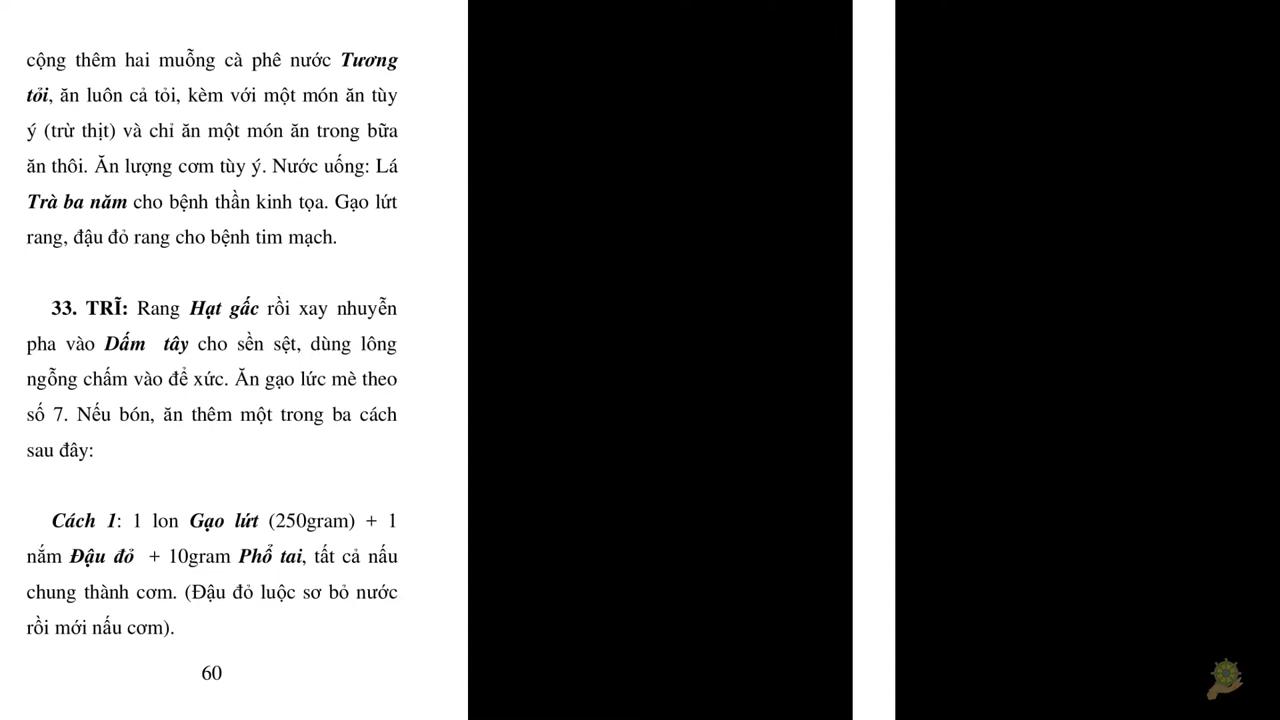 cộng thêm hai muỗng cà phê nước Tương
tỏi, ăn luôn cả tỏi, kèm với một món ăn tùy
ý (trừ thịt) và chỉ ăn một món ăn trong bữa
ăn thôi. Ăn lượng cơm tùy ý. Nước uống: Lá
Trà ba năm cho bệnh thần kinh tọa. Gạo lứt
rang, đậu đỏ rang cho bệnh tim mạch.
33. TRĨ: Rang Hạt gấc rồi xay nhuyễn
pha vào Dấm tây cho sền sệt, dùng lông
ngỗng chấm vào để xức. Ăn gạo lức mè theo
số 7. Nếu bón, ăn thêm một trong ba cách
sau đây:
Cách 1: 1 lon Gạo lứt (250gram) + 1
nắm Đậu đỏ + 10gram Phổ tai, tất cả nấu
chung thành cơm. (Đậu đỏ luộc sơ bỏ nước
rồi mới nấu cơm).
60